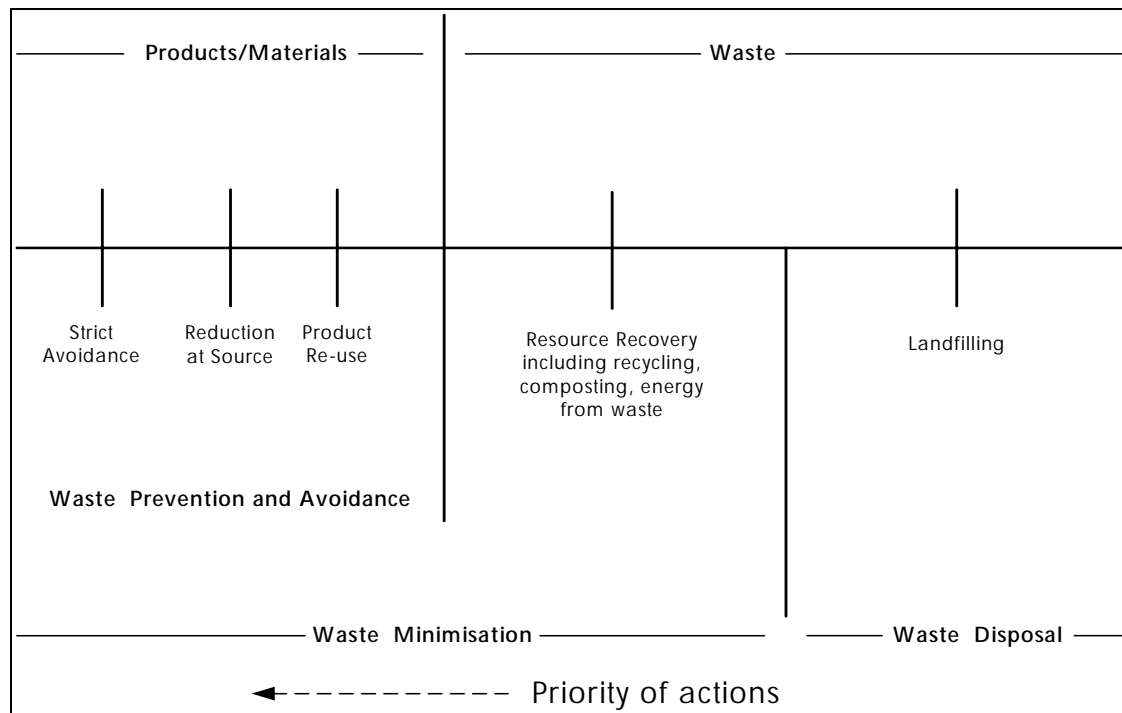 Products/Materials
Waste
Strict
Avoidance
Reduction
at Source
Product
Re-use
Resource Recovery
including recycling,
composting, energy
from waste
Landfilling
Waste Prevention and Avoidance
Waste Minimisation
Waste Disposal
Priority of actions